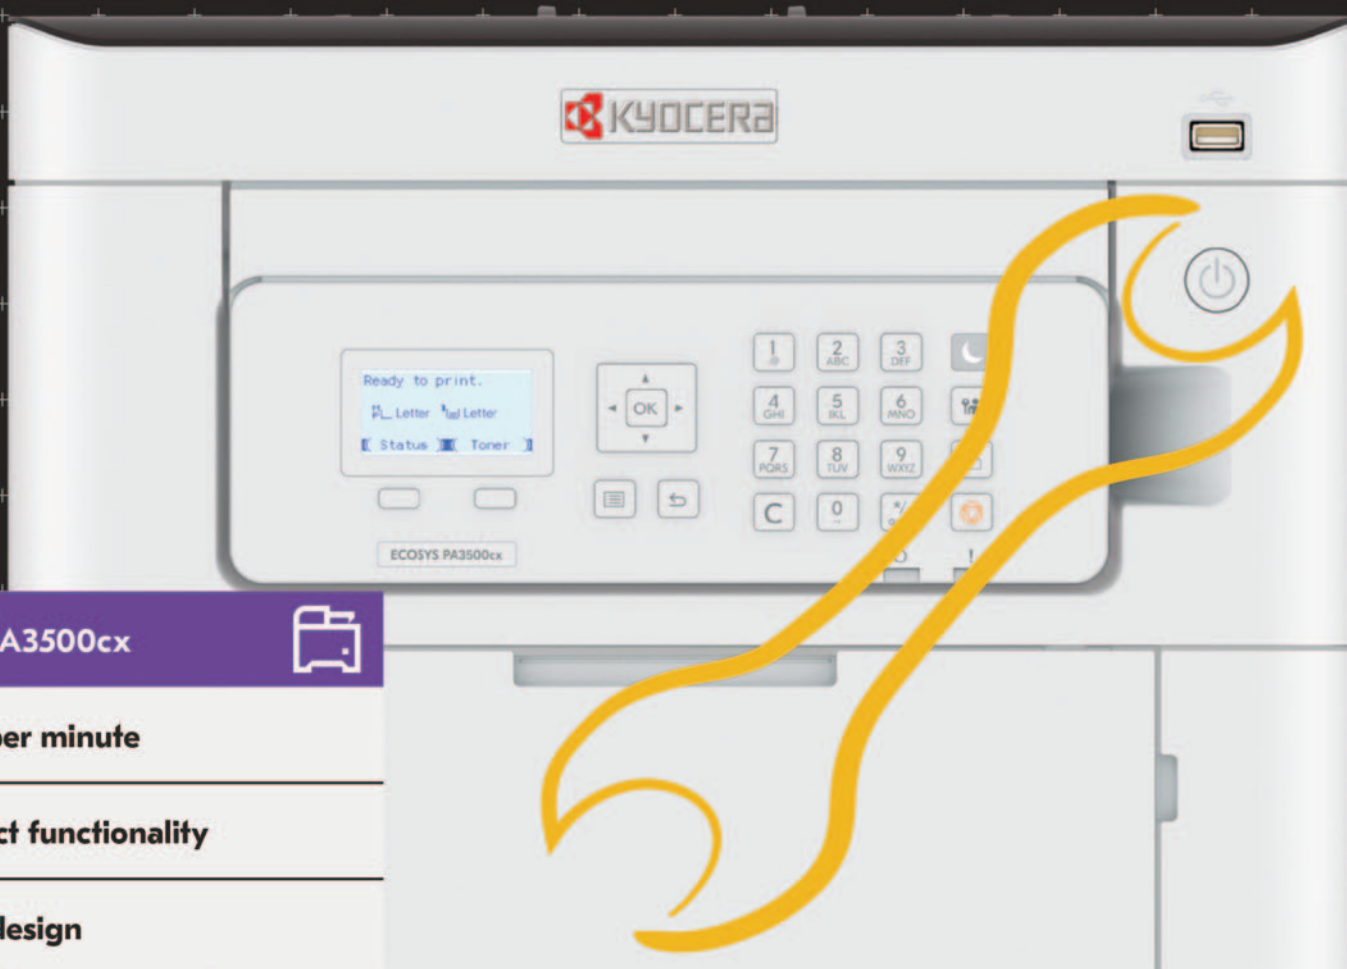 KYOCERA
Ready to print.
Letter Letter
Status Toner
OK
1
2 ABC
3 DEF
4 GHI
5 JKL
6 MNO
7 PQRS
8 TUV
9 WXYZ
C
0
*/
!
ECOSYS PA3500cx
A3500cx
per minute
ct functionality
design